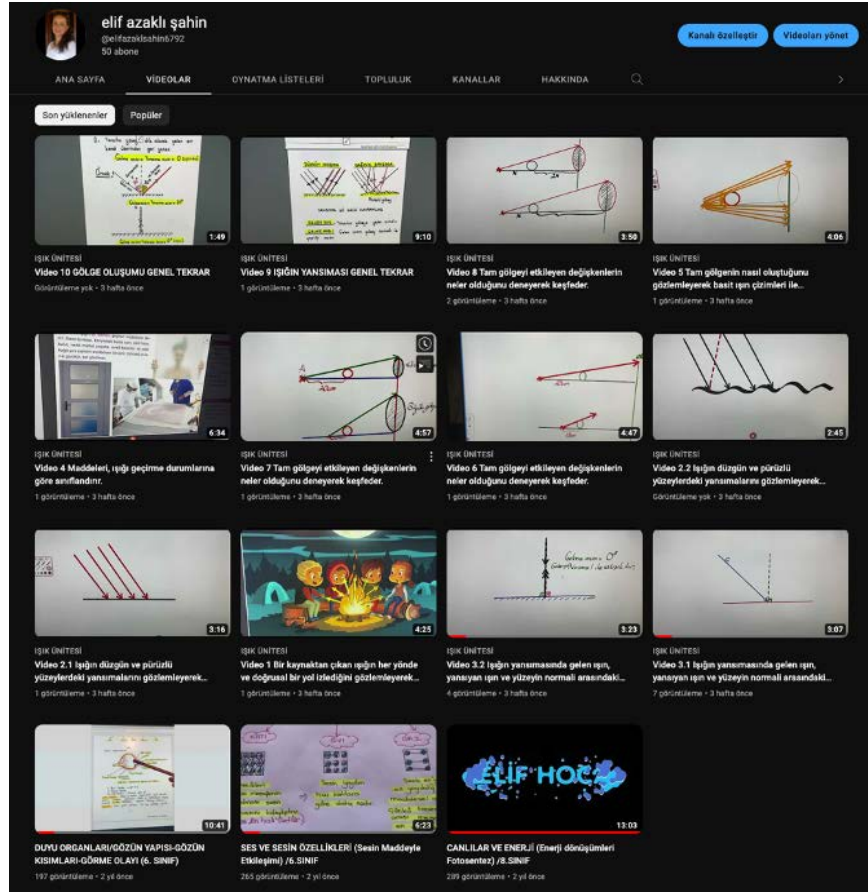 elif azaklı şahin
@elifazaklsahin6792
50 abone
Kanalı özelleştir
Videoları yönet
ANA SAYFA
VİDEOLAR
OYNATMA LİSTELERİ
TOPLULUK
KANALLAR
HAKKINDA
Son yüklenenler
Popüler
1:49
IŞIK ÜNİTESİ
Video 10 GÖLGE OLUŞUMU GENEL TEKRAR
Görüntüleme yok • 3 hafta önce
9:10
IŞIK ÜNİTESİ
Video 9 IŞIĞIN YANSIMASI GENEL TEKRAR
1 görüntüleme • 3 hafta önce
3:50
IŞIK ÜNİTESİ
Video 8 Tam gölgeyi etkileyen değişkenlerin
neler olduğunu deneyerek keşfeder.
2 görüntüleme • 3 hafta önce
4:06
IŞIK ÜNİTESİ
Video 5 Tam gölgenin nasıl oluştuğunu
gözlemleyerek basit ışın çizimleri ile...
1 görüntüleme • 3 hafta önce
6:34
IŞIK ÜNİTESİ
Video 4 Maddeleri, ışığı geçirme durumlarına
göre sınıflandırır.
1 görüntüleme • 3 hafta önce
A
4:57
IŞIK ÜNİTESİ
Video 7 Tam gölgeyi etkileyen değişkenlerin
neler olduğunu deneyerek keşfeder.
1 görüntüleme • 3 hafta önce
4:47
IŞIK ÜNİTESİ
Video 6 Tam gölgeyi etkileyen değişkenlerin
neler olduğunu deneyerek keşfeder.
1 görüntüleme • 3 hafta önce
2:45
IŞIK ÜNİTESİ
Video 2.2 Işığın düzgün ve pürüzlü
yüzeylerdeki yansımalarını gözlemleyerek...
Görüntüleme yok • 3 hafta önce
3:16
IŞIK ÜNİTESİ
Video 2.1 Işığın düzgün ve pürüzlü
yüzeylerdeki yansımalarını gözlemleyerek...
1 görüntüleme • 3 hafta önce
4:25
IŞIK ÜNİTESİ
Video 1 Bir kaynaktan çıkan ışığın her yönde
ve doğrusal bir yol izlediğini gözlemleyerek...
1 görüntüleme • 3 hafta önce
3:23
IŞIK ÜNİTESİ
Video 3.2 Işığın yansımasında gelen ışın,
yansıyan ışın ve yüzeyin normali arasındaki...
4 görüntüleme • 3 hafta önce
3:07
IŞIK ÜNİTESİ
Video 3.1 Işığın yansımasında gelen ışın,
yansıyan ışın ve yüzeyin normali arasındaki...
7 görüntüleme • 3 hafta önce
10:41
DUYU ORGANLARI/GÖZÜN YAPISI-GÖZÜN
KISIMLARI-GÖRME OLAYI (6. SINIF)
197 görüntüleme • 2 yıl önce
6:23
SES VE SESİN ÖZELLİKLERİ (Sesin Maddeyle
Etkileşimi) /6.SINIF
265 görüntüleme • 2 yıl önce
ELİF HOCA
13:03
CANLILAR VE ENERJİ (Enerji dönüşümleri
Fotosentez) /8.SINIF
289 görüntüleme • 2 yıl önce